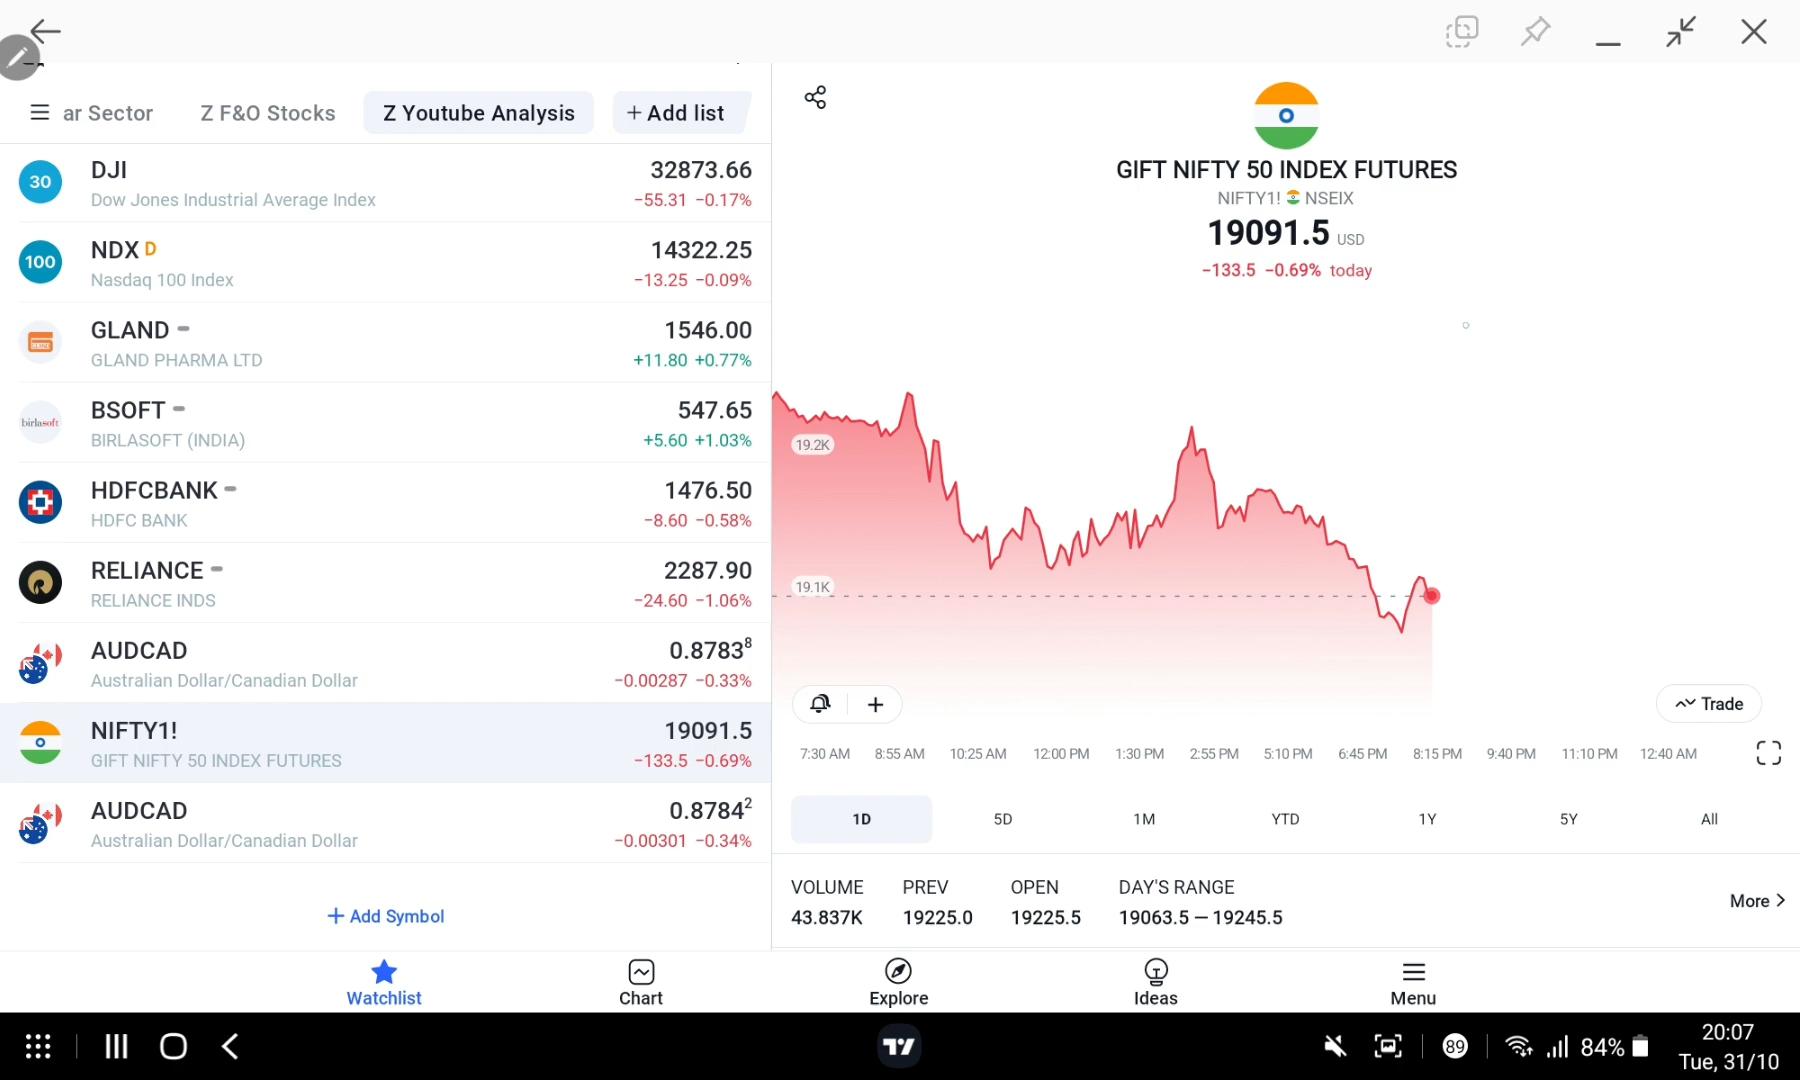 ar Sector
Z F&O Stocks
Z Youtube Analysis
+ Add list
30
DJI
32873.66
Dow Jones Industrial Average Index
−55.31 −0.17%
100
NDX D
14322.25
Nasdaq 100 Index
−13.25 −0.09%
GLAND
1546.00
GLAND PHARMA LTD
+11.80 +0.77%
birlasoft
BSOFT
547.65
BIRLASOFT (INDIA)
+5.60 +1.03%
HDFCBANK
1476.50
HDFC BANK
−8.60 −0.58%
RELIANCE
2287.90
RELIANCE INDS
−24.60 −1.06%
AUDCAD
0.8783⁸
Australian Dollar/Canadian Dollar
−0.00287 −0.33%
NIFTY1!
19091.5
GIFT NIFTY 50 INDEX FUTURES
−133.5 −0.69%
AUDCAD
0.8784²
Australian Dollar/Canadian Dollar
−0.00301 −0.34%
+ Add Symbol
GIFT NIFTY 50 INDEX FUTURES
NIFTY1! NSEIX
19091.5 USD
−133.5 −0.69% today
19.2K
19.1K
Trade
7:30 AM 8:55 AM 10:25 AM 12:00 PM 1:30 PM 2:55 PM 5:10 PM 6:45 PM 8:15 PM 9:40 PM 11:10 PM 12:40 AM
1D 5D 1M YTD 1Y 5Y All
VOLUME PREV OPEN DAY'S RANGE
43.837K 19225.0 19225.5 19063.5 — 19245.5
More >
Watchlist Chart Explore Ideas Menu
89
84%
20:07
Tue, 31/10